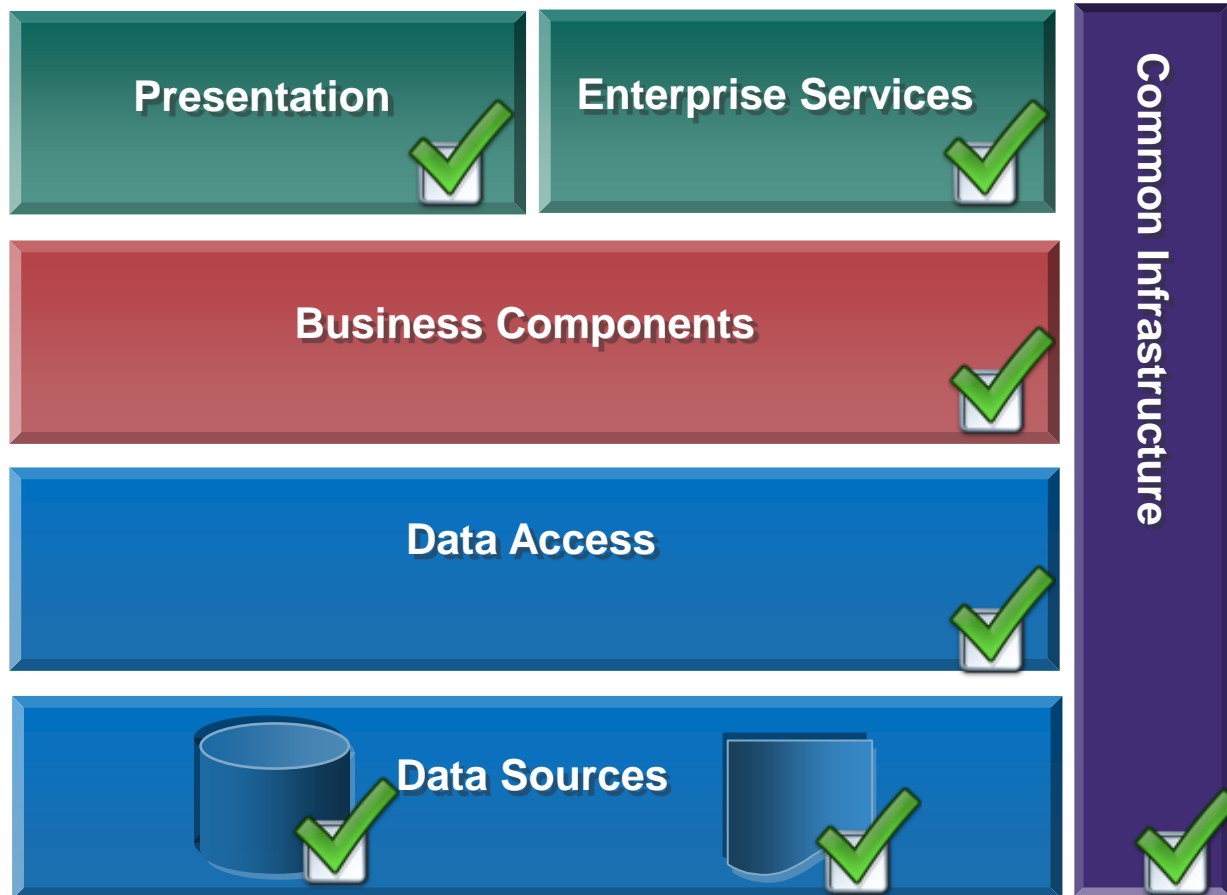 Presentation
Enterprise Services
Common Infrastructure
Business Components
Data Access
Data Sources